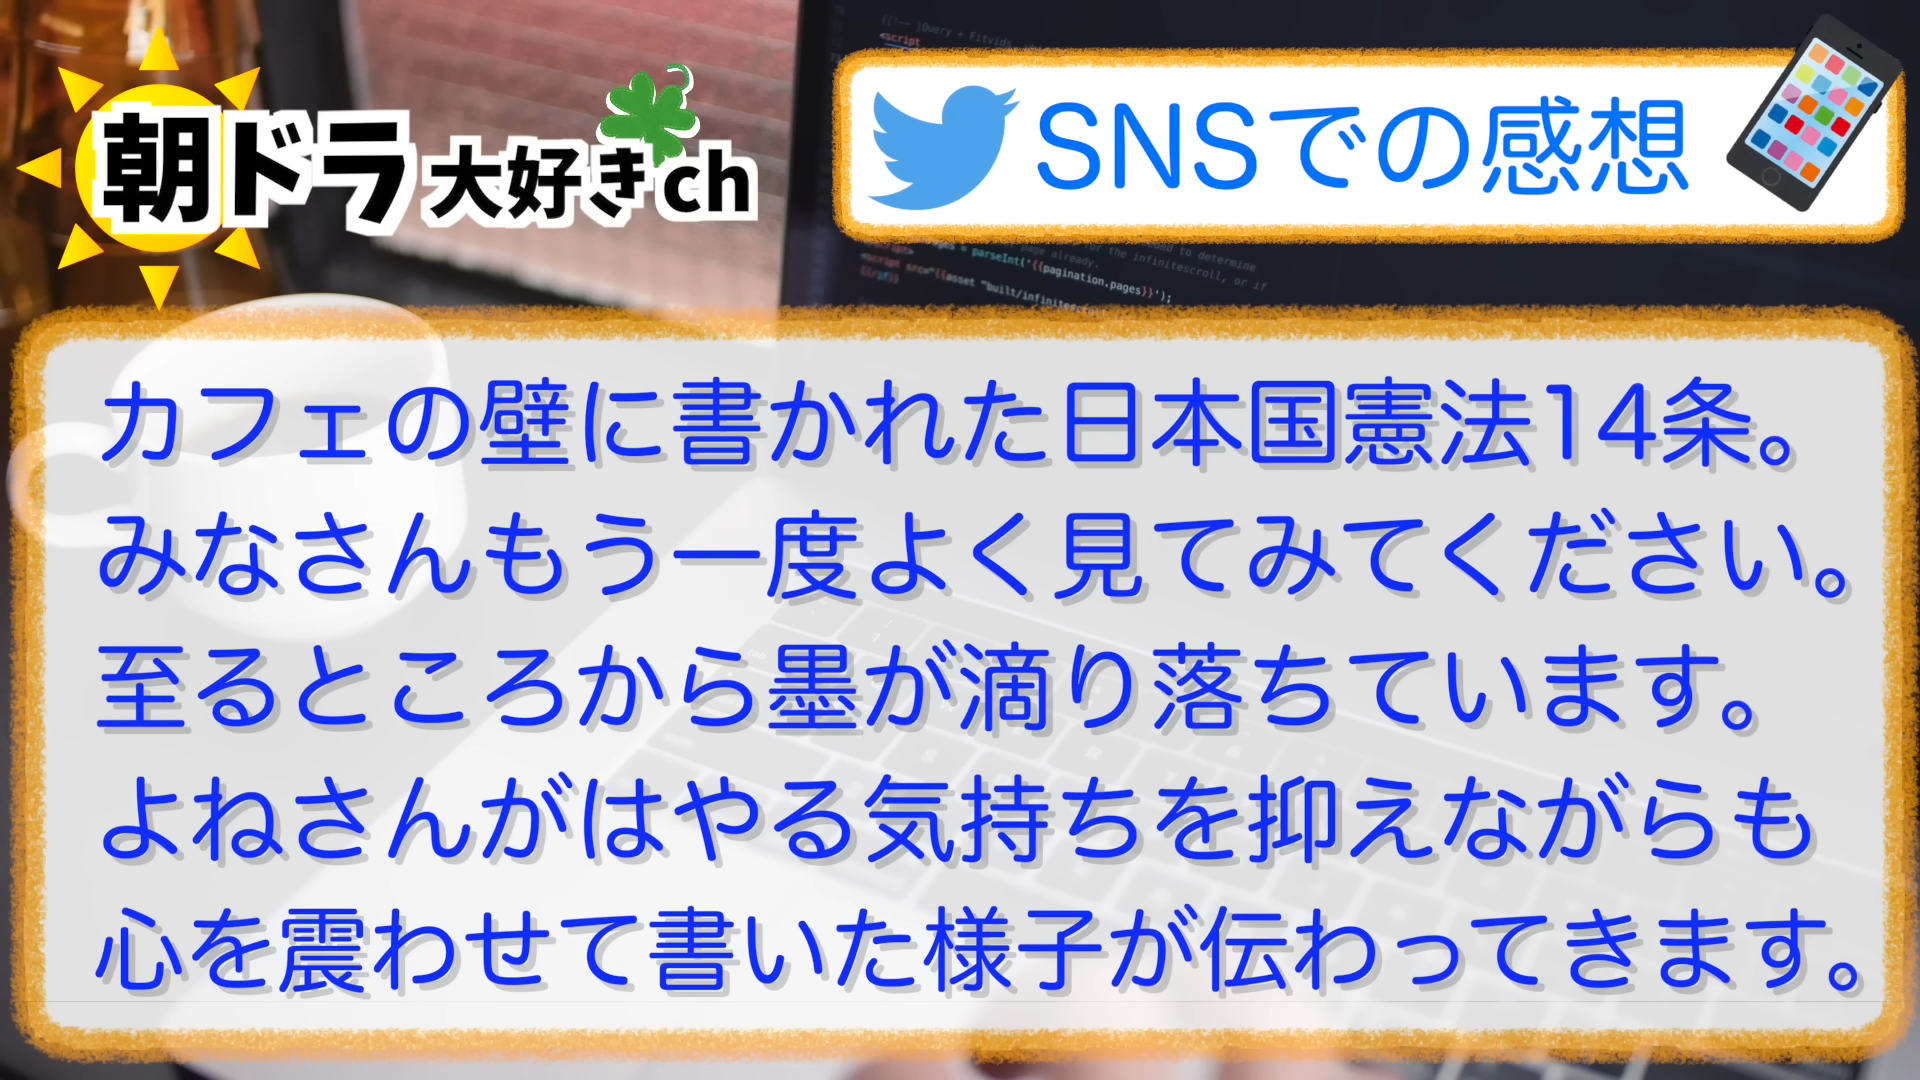 朝ドラ大好きch
SNSでの感想
カフェの壁に書かれた日本国憲法14条。
みなさんもう一度よく見てみてください。
至るところから墨が滴り落ちています。
よねさんがはやる気持ちを抑えながらも
心を震わせて書いた様子が伝わってきます。